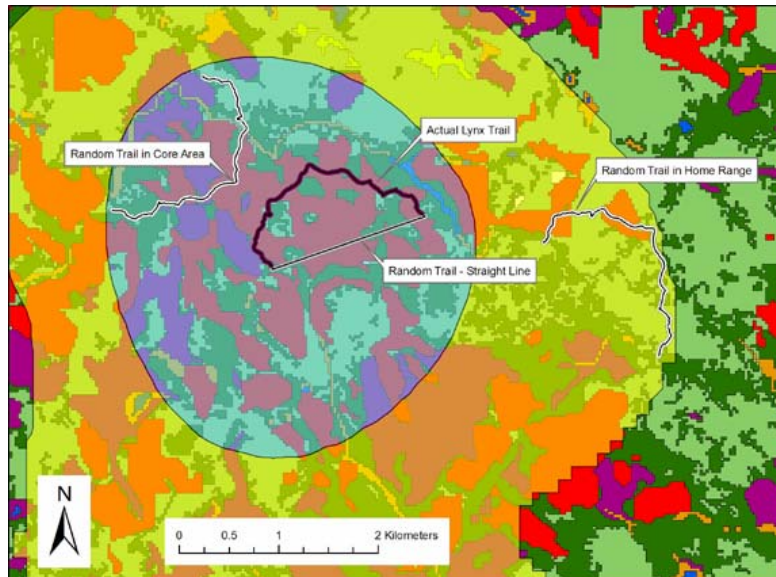 Actual Lynx Trail
Random Trail in Core Area
Random Trail in Home Range
Random Trail - Straight Line
N
0 0.5 1 2 Kilometers